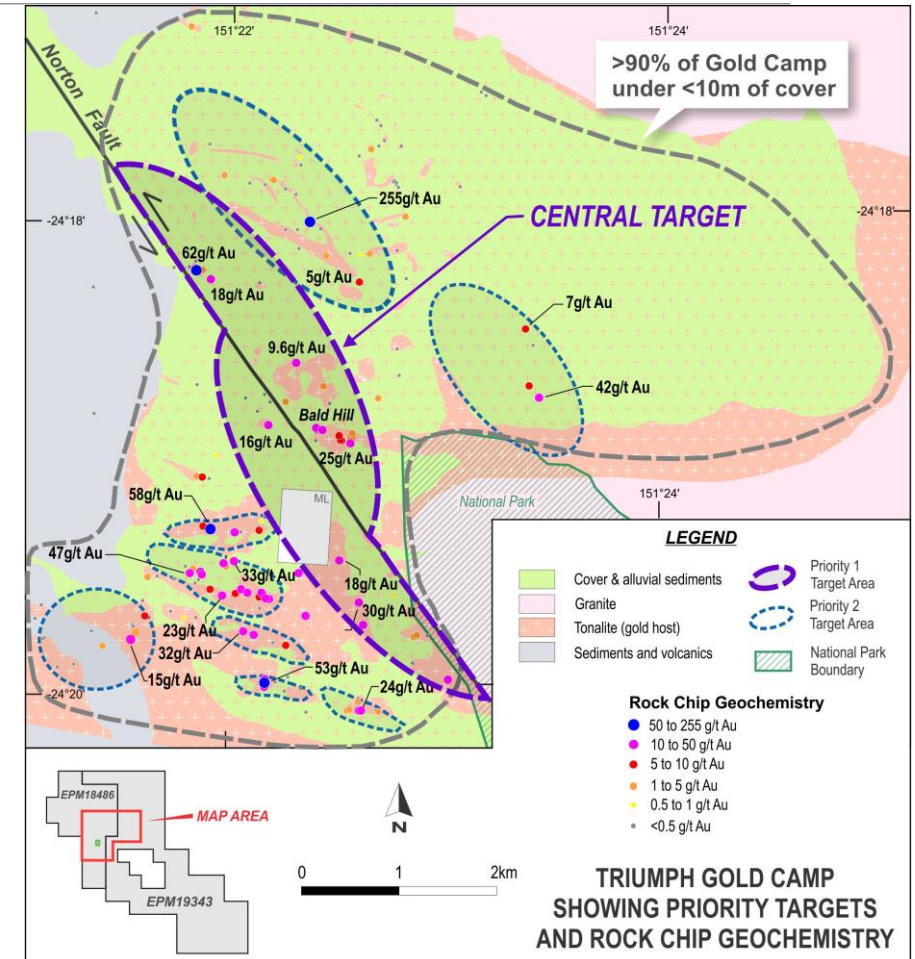 151°22'
151°24'
Norton Fault
>90% of Gold Camp
under <10m of cover
255g/t Au
-24°18'
-24°18'
CENTRAL TARGET
62g/t Au
5g/t Au
18g/t Au
7g/t Au
9.6g/t Au
42g/t Au
Bald Hill
16g/t Au
25g/t Au
58g/t Au
ML
National Park
151°24'
47g/t Au
33g/t Au
18g/t Au
30g/t Au
23g/t Au
32g/t Au
53g/t Au
15g/t Au
24g/t Au
-24°20'
LEGEND
Cover & alluvial sediments
Granite
Tonalite (gold host)
Sediments and volcanics
Priority 1
Target Area
Priority 2
Target Area
National Park
Boundary
Rock Chip Geochemistry
50 to 255 g/t Au
10 to 50 g/t Au
5 to 10 g/t Au
1 to 5 g/t Au
0.5 to 1 g/t Au
<0.5 g/t Au
EPM18486
MAP AREA
EPM19343
N
0 1 2km
TRIUMPH GOLD CAMP
SHOWING PRIORITY TARGETS
AND ROCK CHIP GEOCHEMISTRY